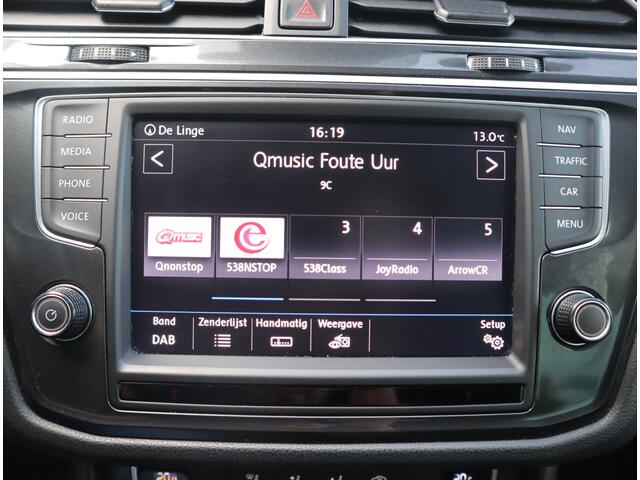 RADIO
MEDIA
PHONE
VOICE
De Linge
16:19
13.0°C
<
Qmusic Foute Uur
>
9C
Qmusic
3
4
5
Qnonstop
538NSTOP
538Class
JoyRadio
ArrowCR
Band
Zenderlijst
Handmatig
Weergave
Setup
DAB
NAV
TRAFFIC
CAR
MENU